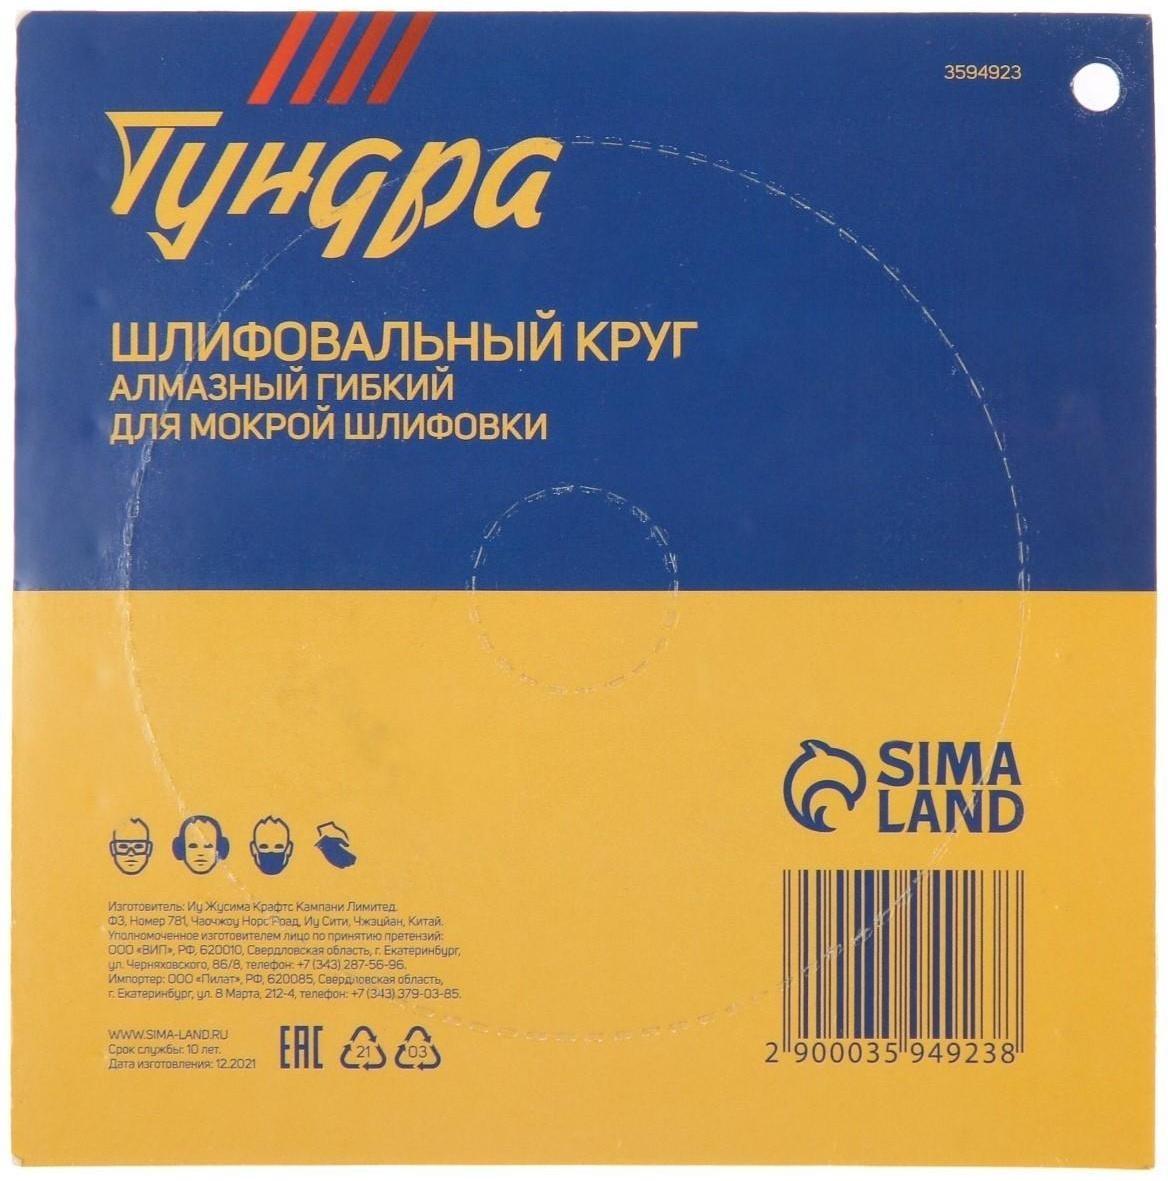 3594923
Тундра
ШЛИФОВАЛЬНЫЙ КРУГ
АЛМАЗНЫЙ ГИБКИЙ
ДЛЯ МОКРОЙ ШЛИФОВКИ
SIMA
LAND
Изготовитель: Иу Жусима Крафтс Кампани Лимитед.
Ф3, Номер 781, Чаочжоу Норс Роад, Иу Сити, Чжэцйан, Китай.
Уполномоченное изготовителем лицо по принятию претензий:
ООО «ВИП», РФ, 620010, Свердловская область, г. Екатеринбург,
ул. Черняховского, 86/8, телефон: +7 (343) 287-56-96.
Импортер: ООО «Пилат», РФ, 620085, Свердловская область,
г. Екатеринбург, ул. 8 Марта, 212-4, телефон: +7 (343) 379-03-85.
WWW.SIMA-LAND.RU
Срок службы: 10 лет.
Дата изготовления: 12.2021
EAC 21 03
2 900035 949238